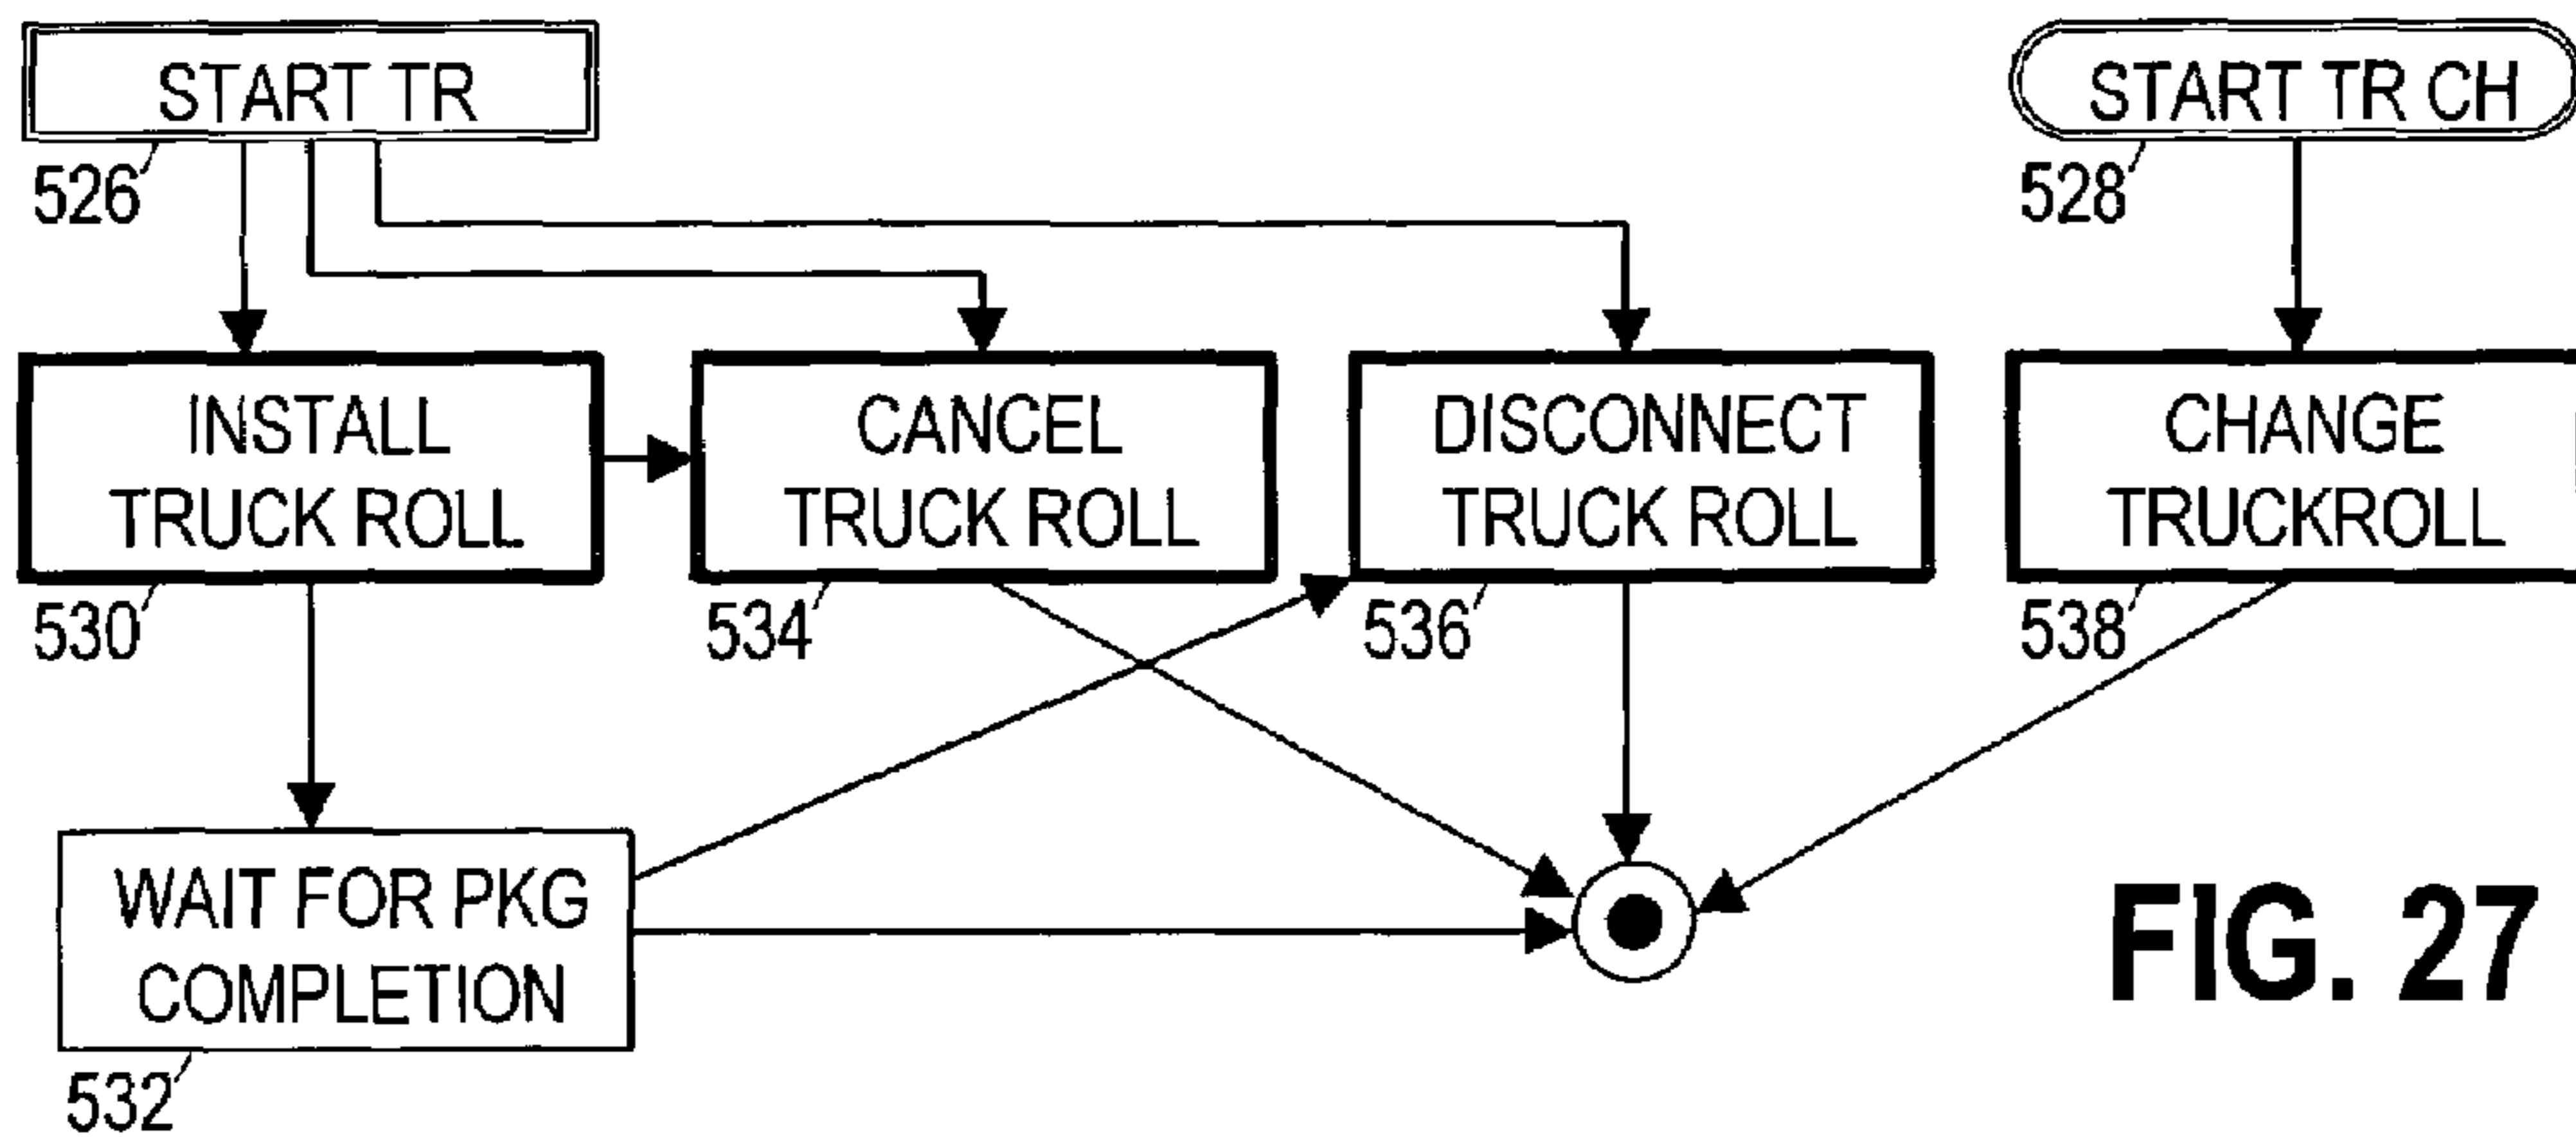 START TR
START TR CH
526
528
INSTALL
TRUCK ROLL
CANCEL
TRUCK ROLL
DISCONNECT
TRUCK ROLL
CHANGE
TRUCKROLL
530
534
536
538
WAIT FOR PKG
COMPLETION
532
FIG. 27